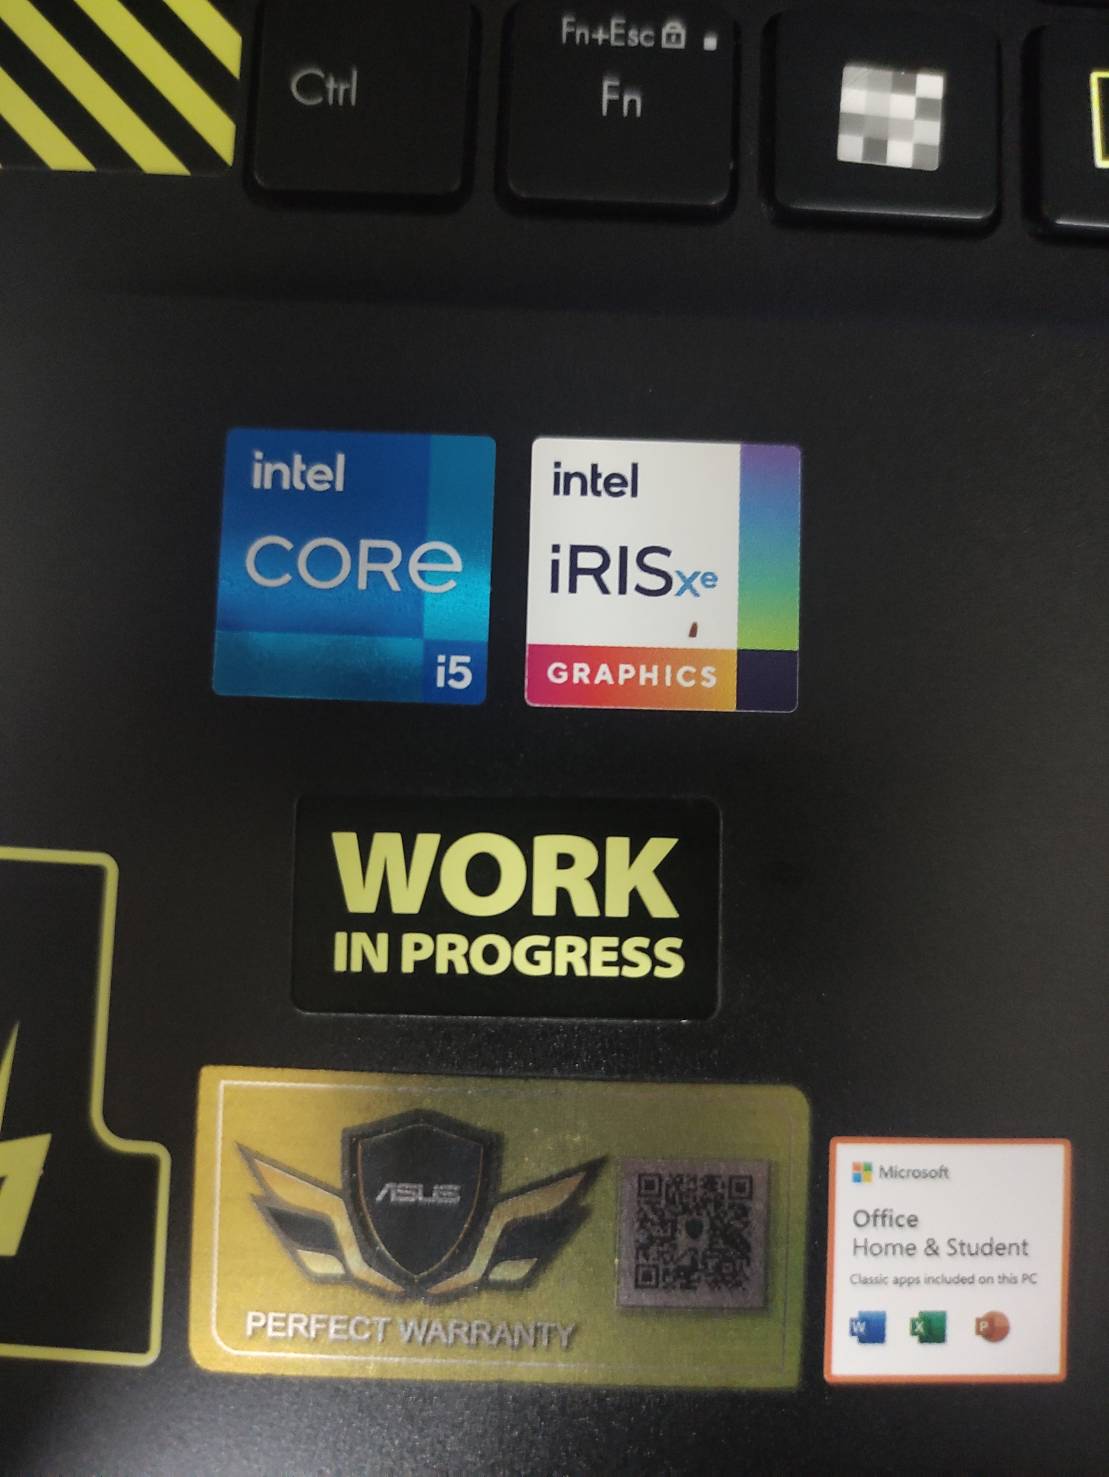 Fn+Esc
Ctrl
Fn
intel
CORE
i5
intel
iRISxe
GRAPHICS
WORK
IN PROGRESS
ASUS
PERFECT WARRANTY
Microsoft
Office
Home & Student
Classic apps included on this PC
W
X
P